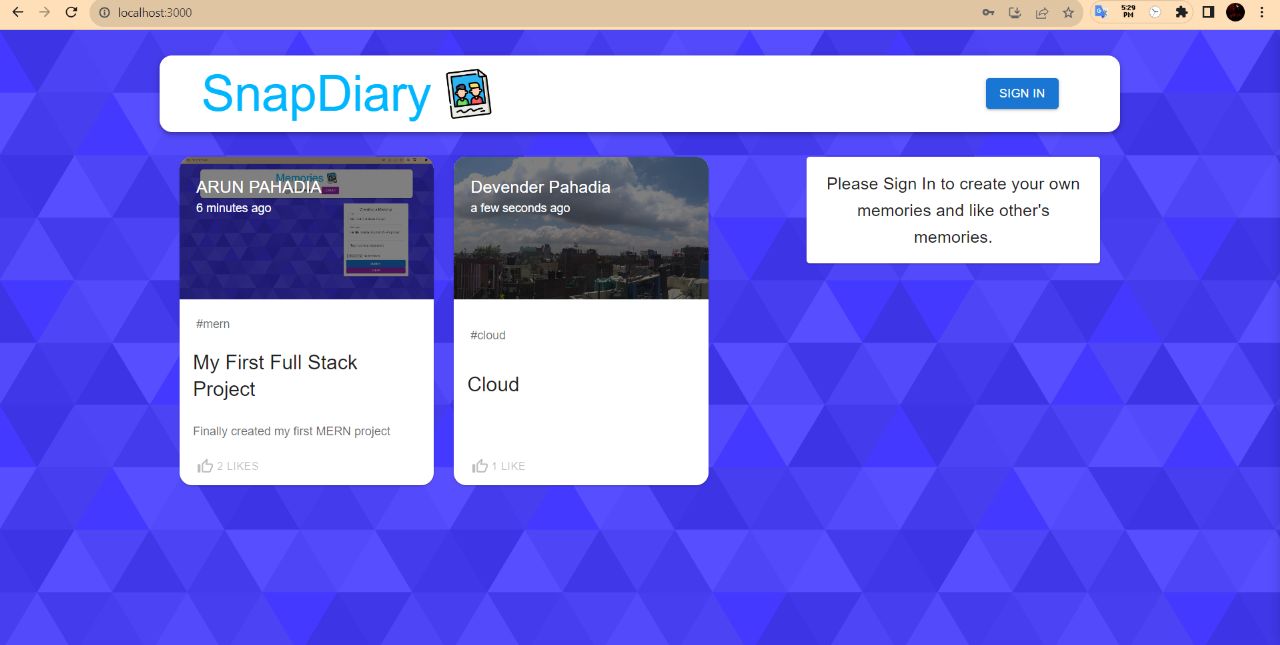 localhost:3000
5:29
PM
SnapDiary
SIGN IN
Memories
ARUN PAHADIA
6 minutes ago
Devender Pahadia
a few seconds ago
Please Sign In to create your own
memories and like other's
memories.
#mern
My First Full Stack
Project
Finally created my first MERN project
2 LIKES
#cloud
Cloud
1 LIKE